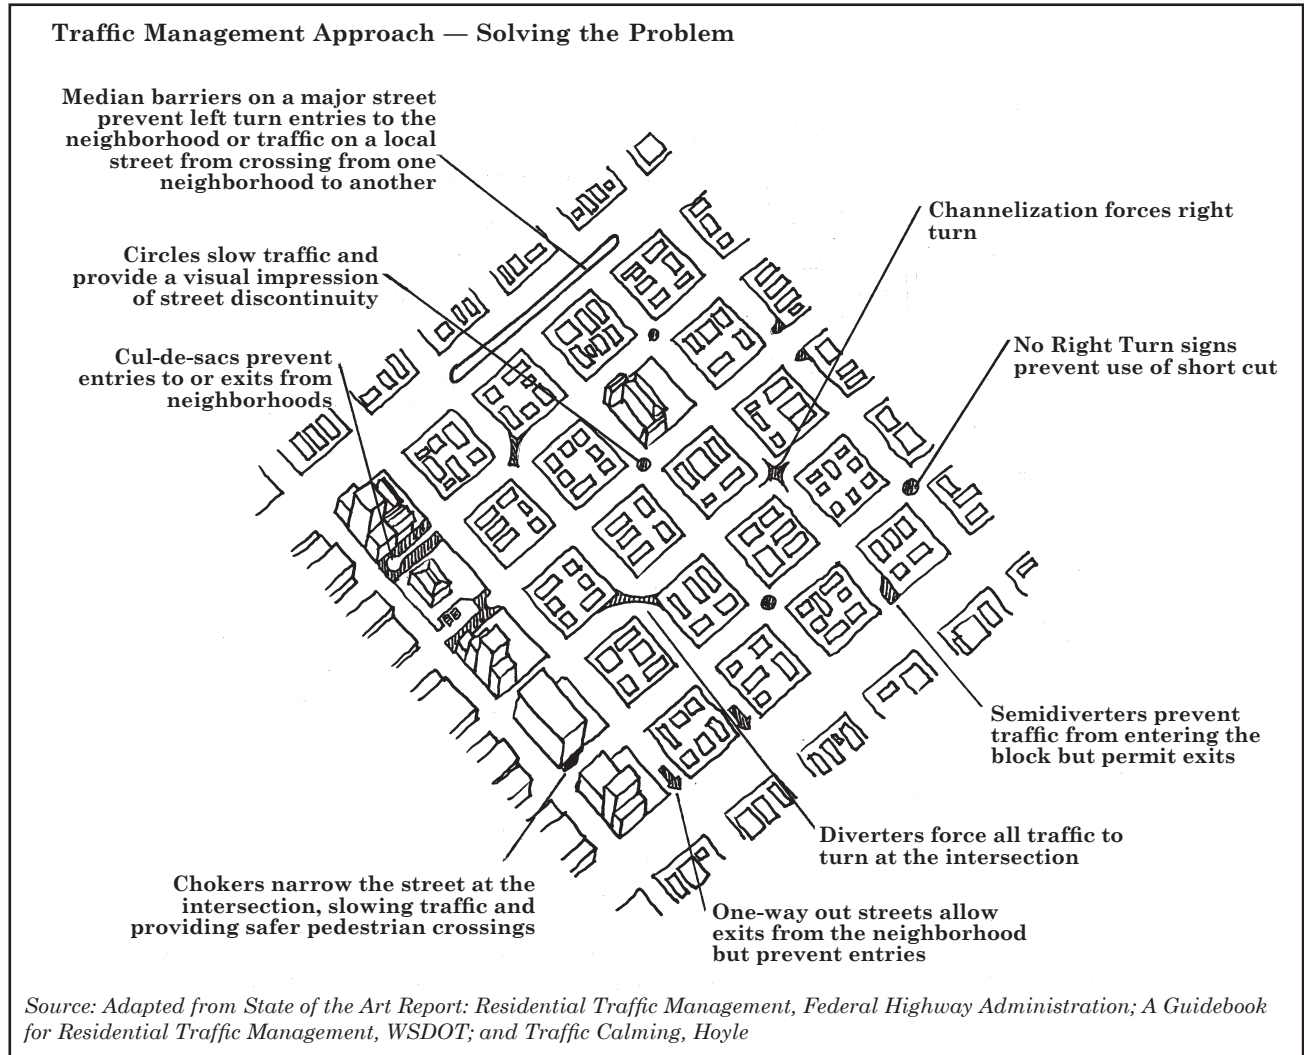 Traffic Management Approach — Solving the Problem
Median barriers on a major street
prevent left turn entries to the
neighborhood or traffic on a local
street from crossing from one
neighborhood to another
Channelization forces right
turn
Circles slow traffic and
provide a visual impression
of street discontinuity
No Right Turn signs
prevent use of short cut
Cul-de-sacs prevent
entries to or exits from
neighborhoods
Semidiverters prevent
traffic from entering the
block but permit exits
Diverters force all traffic to
turn at the intersection
Chokers narrow the street at the
intersection, slowing traffic and
providing safer pedestrian crossings
One-way out streets allow
exits from the neighborhood
but prevent entries
Source: Adapted from State of the Art Report: Residential Traffic Management, Federal Highway Administration; A Guidebook
for Residential Traffic Management, WSDOT; and Traffic Calming, Hoyle